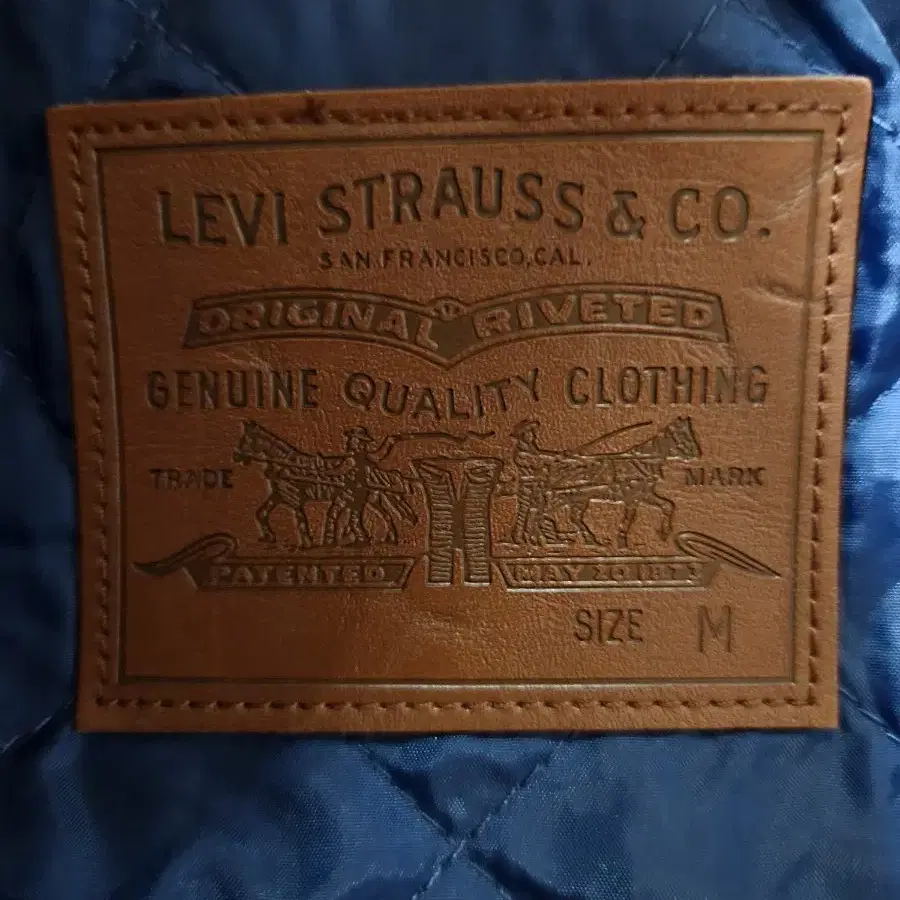 LEVI STRAUSS & CO.
SAN FRANCISCO, CAL.
ORIGINAL RIVETED
GENUINE QUALITY CLOTHING
TRADE MARK
PATENTED MAY 20 1873
SIZE M